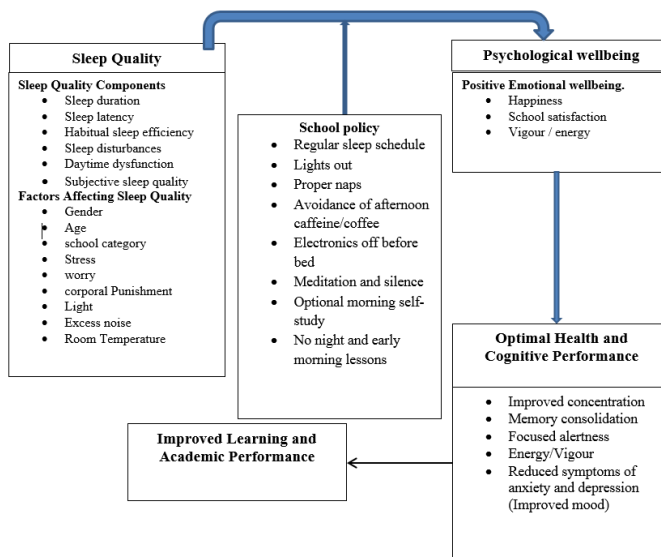 Sleep Quality
Sleep Quality Components
• Sleep duration
• Sleep latency
• Habitual sleep efficiency
• Sleep disturbances
• Daytime dysfunction
• Subjective sleep quality
Factors Affecting Sleep Quality
• Gender
• Age
• school category
• Stress
• worry
• corporal Punishment
• Light
• Excess noise
• Room Temperature
School policy
• Regular sleep schedule
• Lights out
• Proper naps
• Avoidance of afternoon
caffeine/coffee
• Electronics off before
bed
• Meditation and silence
• Optional morning self-
study
• No night and early
morning lessons
Psychological wellbeing
Positive Emotional wellbeing.
• Happiness
• School satisfaction
• Vigour / energy
Optimal Health and
Cognitive Performance
• Improved concentration
• Memory consolidation
• Focused alertness
• Energy/Vigour
• Reduced symptoms of
anxiety and depression
(Improved mood)
Improved Learning and
Academic Performance